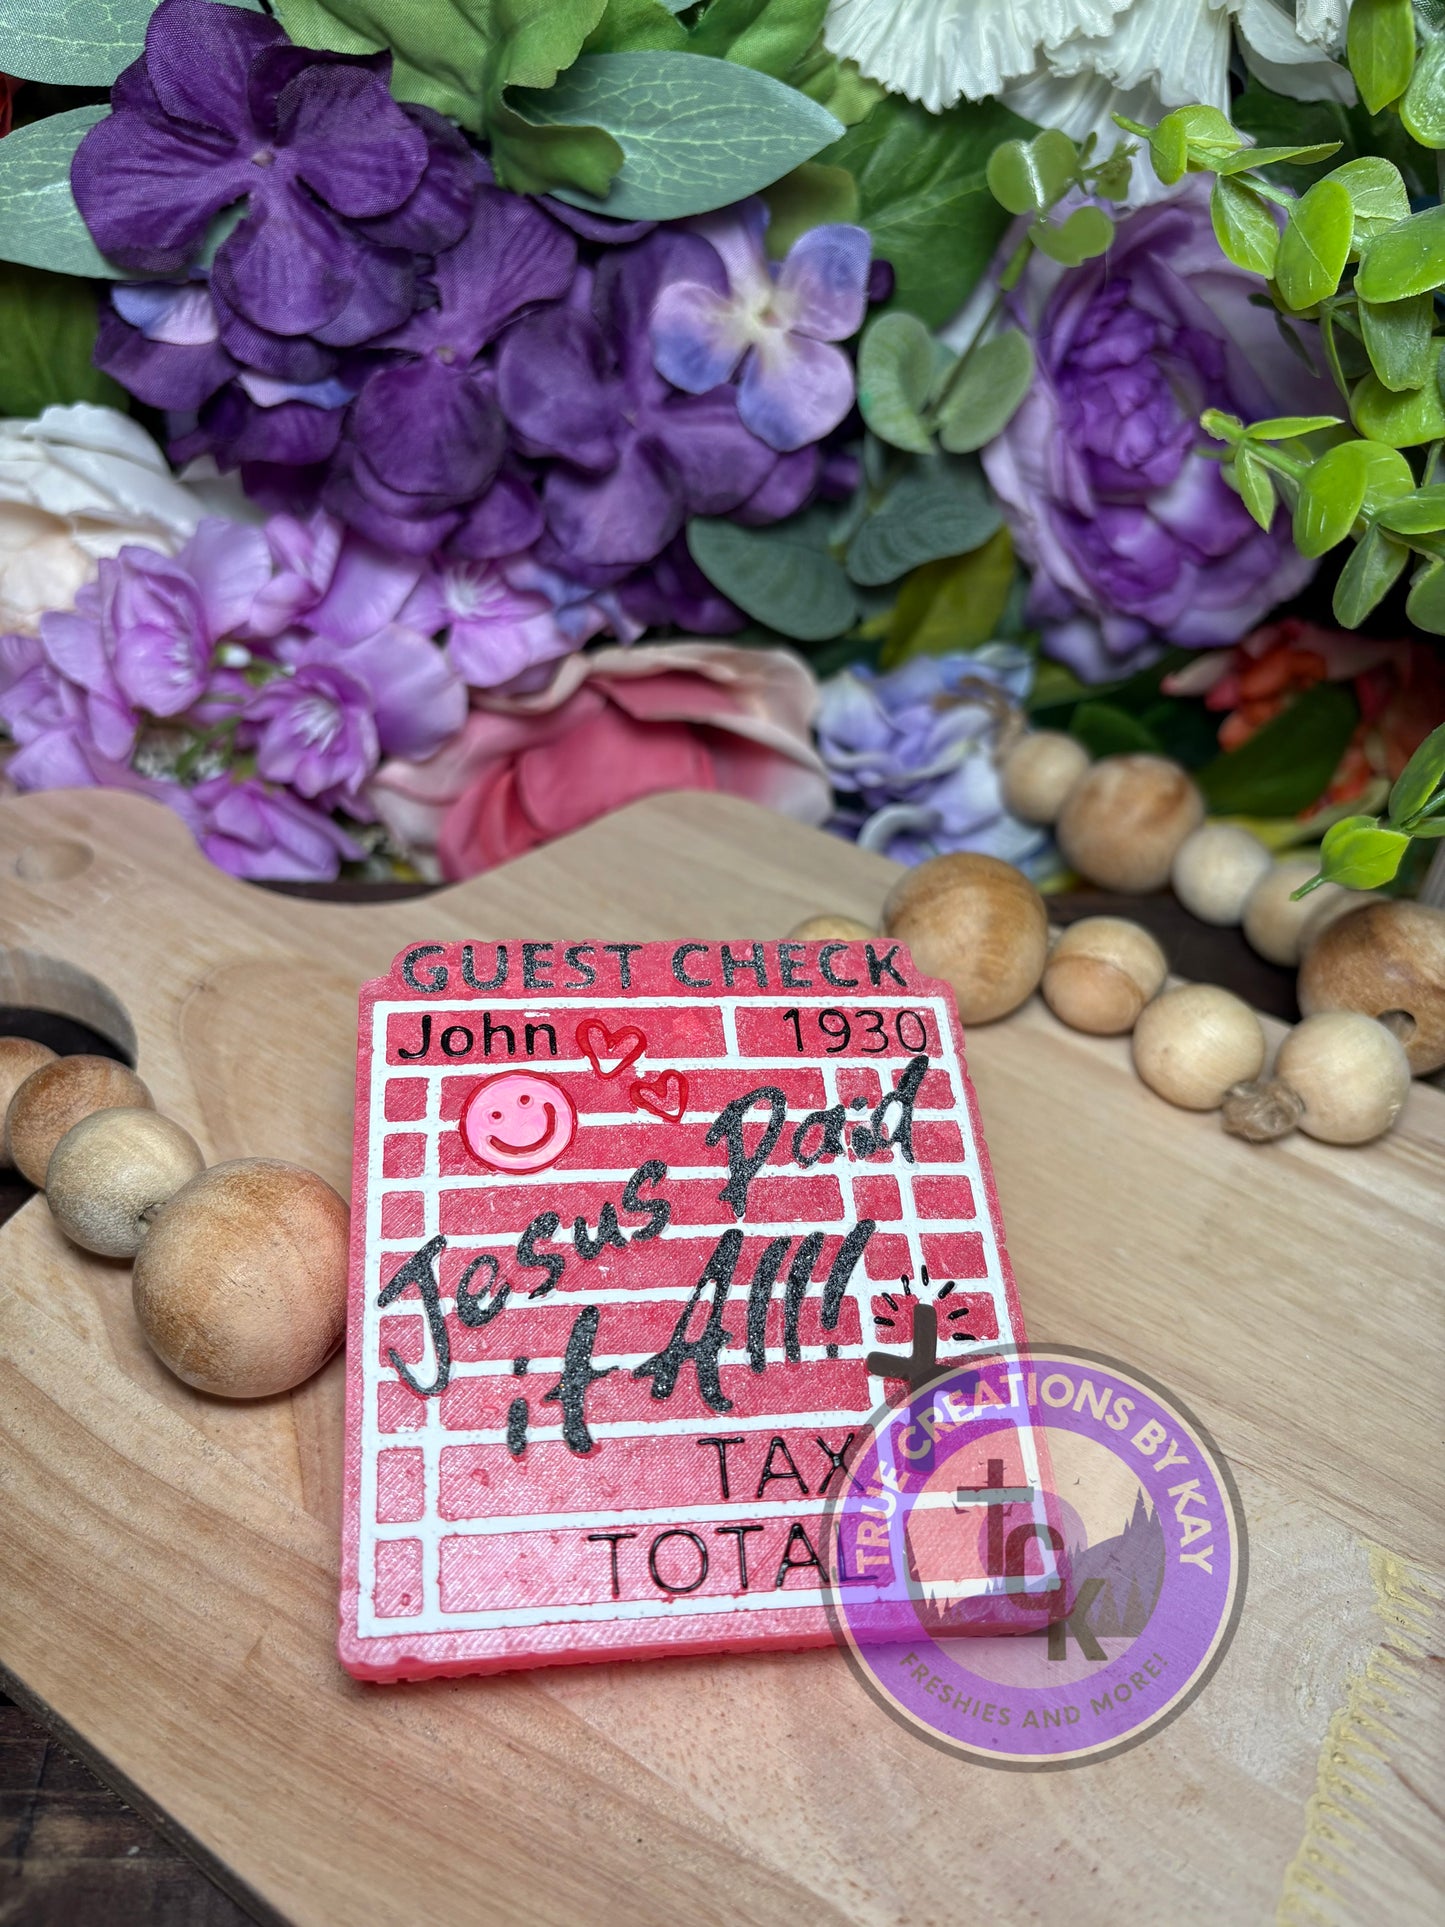 GUEST CHECK
John 1930
Jesus Paid
it All!
TAX
TOTAL
TRUE CREATIONS BY KAY
TCK
FRESHIES AND MORE!